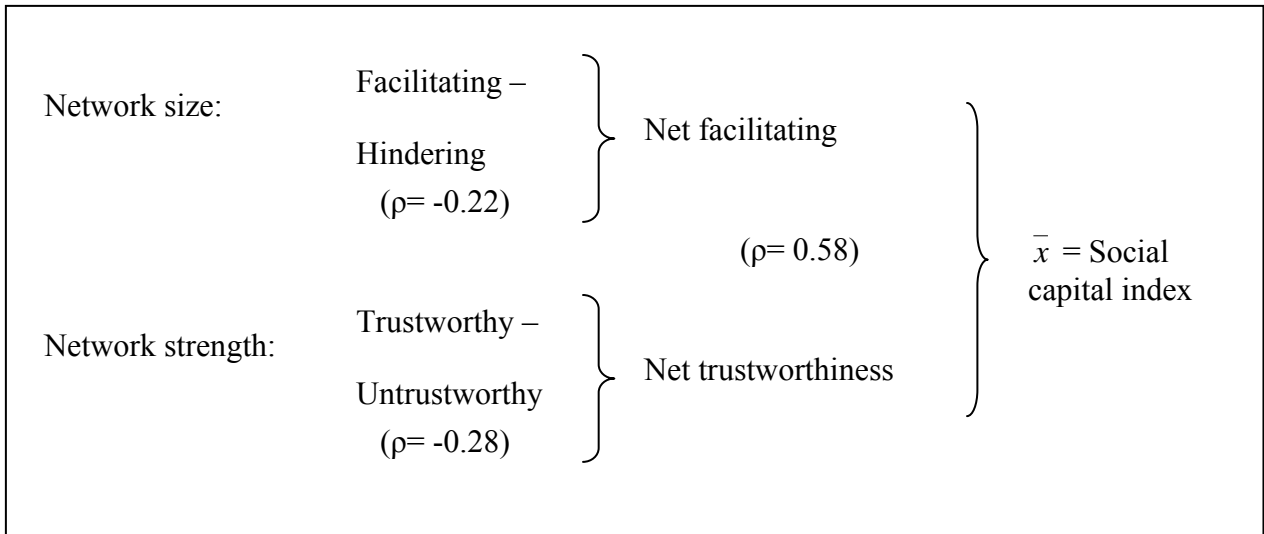 Network size:
Facilitating –
Hindering
(ρ= -0.22)
Net facilitating
(ρ= 0.58)
Network strength:
Trustworthy –
Untrustworthy
(ρ= -0.28)
Net trustworthiness
x̄ = Social
capital index